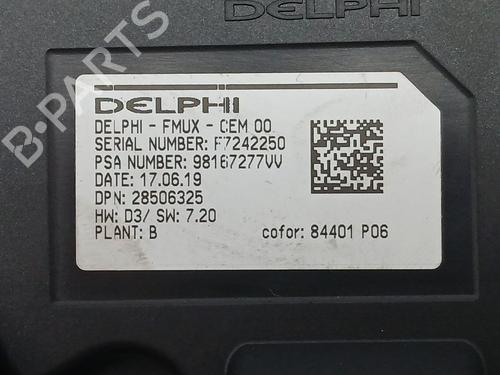 DELPHI
DELPHI
DELPHI - FMUX - CEM 00
SERIAL NUMBER: F7242250
PSA NUMBER: 98167277VV
DATE: 17.06.19
DPN: 28506325
HW: D3/ SW: 7.20
PLANT: B cofor: 84401 P06
B-PARTS